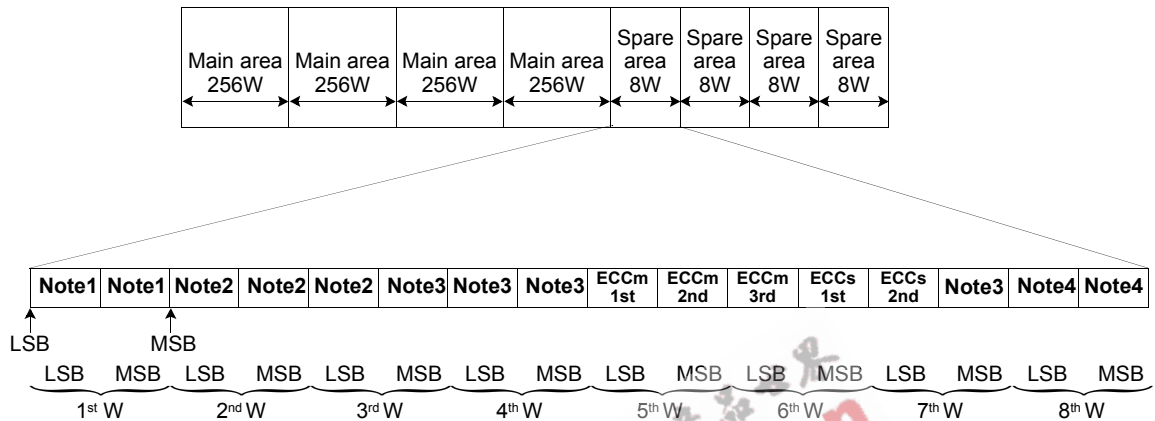 Main area 256W Main area 256W Main area 256W Main area 256W Spare area 8W Spare area 8W Spare area 8W Spare area 8W
Note1 Note1 Note2 Note2 Note2 Note3 Note3 Note3 ECCm 1st ECCm 2nd ECCm 3rd ECCs 1st ECCs 2nd Note3 Note4 Note4
LSB MSB
LSB MSB LSB MSB LSB MSB LSB MSB LSB MSB LSB MSB LSB MSB LSB MSB
1st W 2nd W 3rd W 4th W 5th W 6th W 7th W 8th W